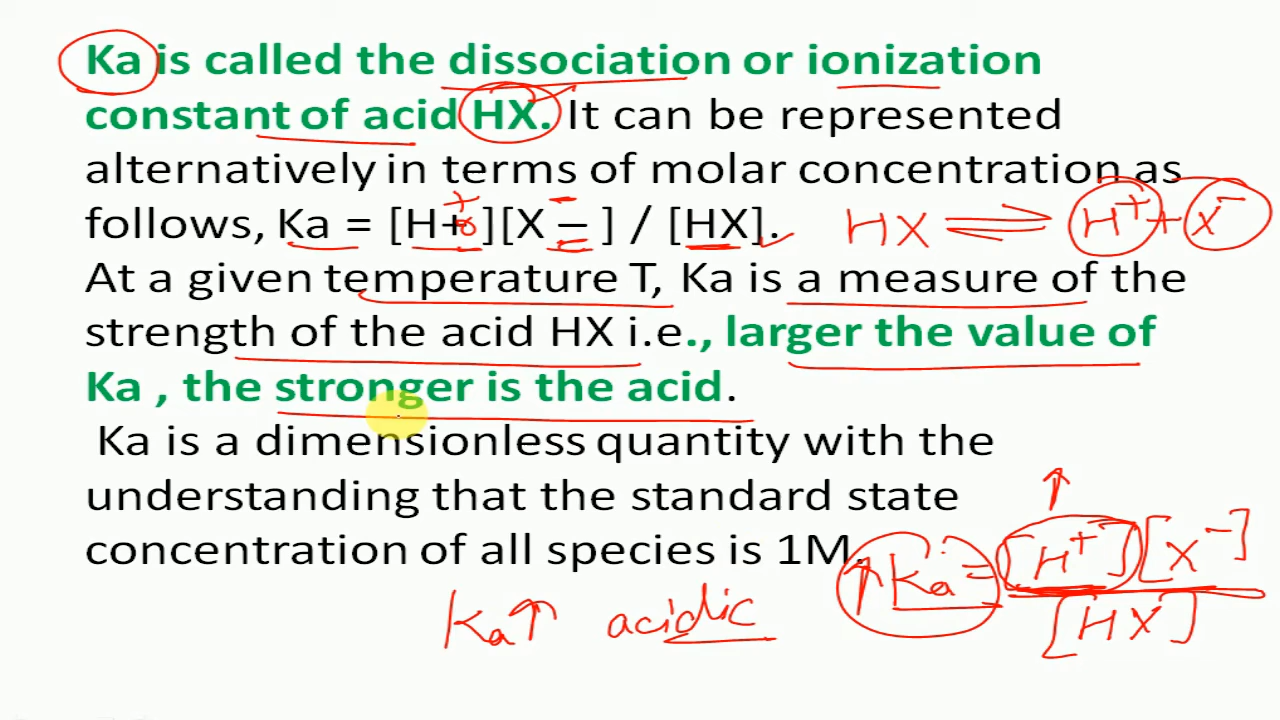 Ka is called the dissociation or ionization
constant of acid HX. It can be represented
alternatively in terms of molar concentration as
follows, Ka = [H+][X – ] / [HX]. HX ⇌ H⁺ + X⁻
At a given temperature T, Ka is a measure of the
strength of the acid HX i.e., larger the value of
Ka , the stronger is the acid.
Ka is a dimensionless quantity with the
understanding that the standard state
concentration of all species is 1M.
↑ Ka = [H⁺] [X⁻]
[HX]
Ka ↑ acidic